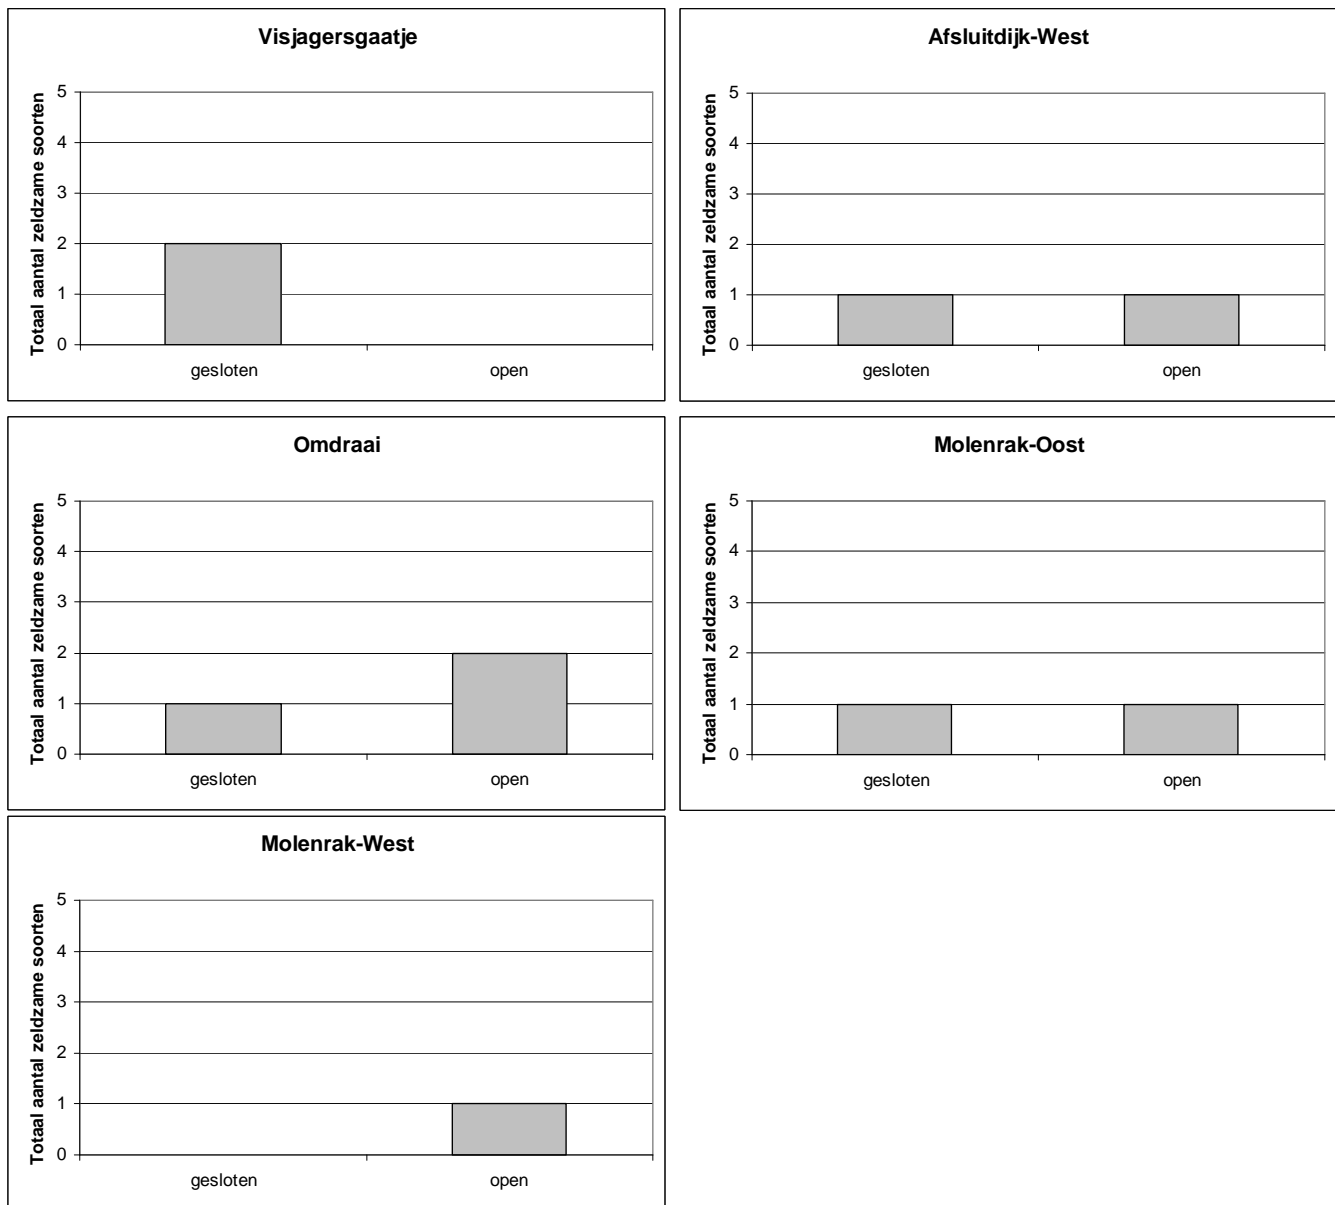 Visjagersgaatje
Totaal aantal zeldzame soorten
5
4
3
2
1
0
gesloten open
Afsluitdijk-West
Totaal aantal zeldzame soorten
5
4
3
2
1
0
gesloten open
Omdraai
Totaal aantal zeldzame soorten
5
4
3
2
1
0
gesloten open
Molenrak-Oost
Totaal aantal zeldzame soorten
5
4
3
2
1
0
gesloten open
Molenrak-West
Totaal aantal zeldzame soorten
5
4
3
2
1
0
gesloten open